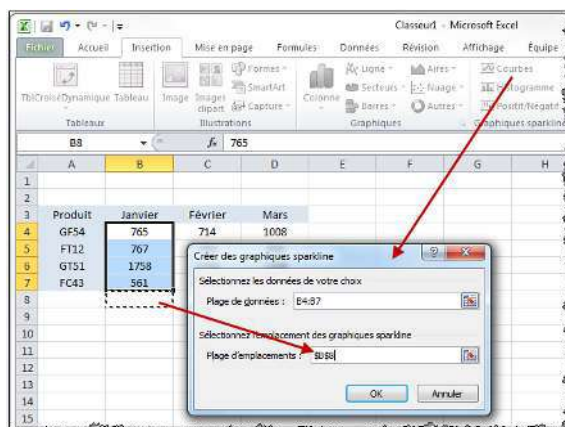 Classeur1 - Microsoft Excel
Fichier Accueil Insertion Mise en page Formules Données Révision Affichage Équipe
TblCroiséDynamique Tableau Image Images clipart Formes SmartArt Capture Colonne Ligne Secteurs Barres Aires Nuage Autres Courbes Histogramme Positif/Négatif
Tableaux Illustrations Graphiques Graphiques sparkline
B8 fx 765
A B C D E F G H
1
2
3 Produit Janvier Février Mars
4 GF54 765 714 1008
5 FT12 767
6 GT51 1758
7 FC43 561
8
9
10
11
12
13
14
15
Créer des graphiques sparkline
Sélectionnez les données de votre choix
Plage de données : B4:B7
Sélectionnez l'emplacement des graphiques sparkline
Plage d'emplacements : $B$8
OK Annuler